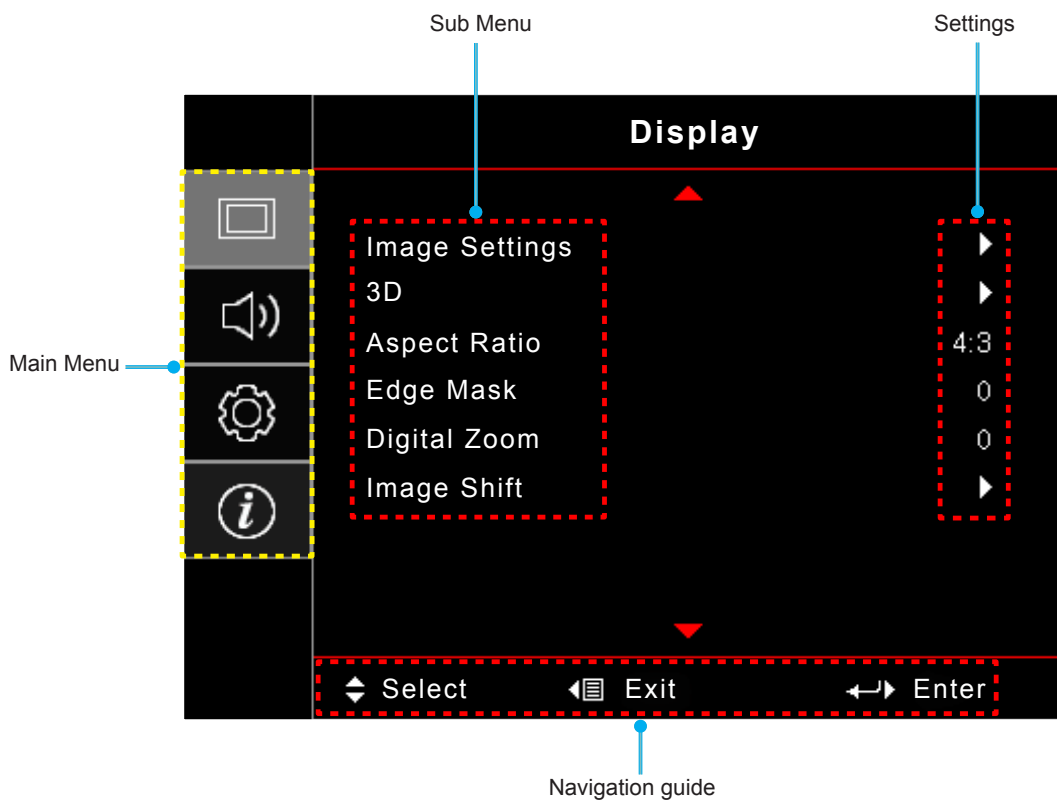 Sub Menu Settings
Display
Image Settings
3D
Aspect Ratio 4:3
Main Menu
Edge Mask 0
Digital Zoom 0
Image Shift
i
Select Exit Enter
Navigation guide